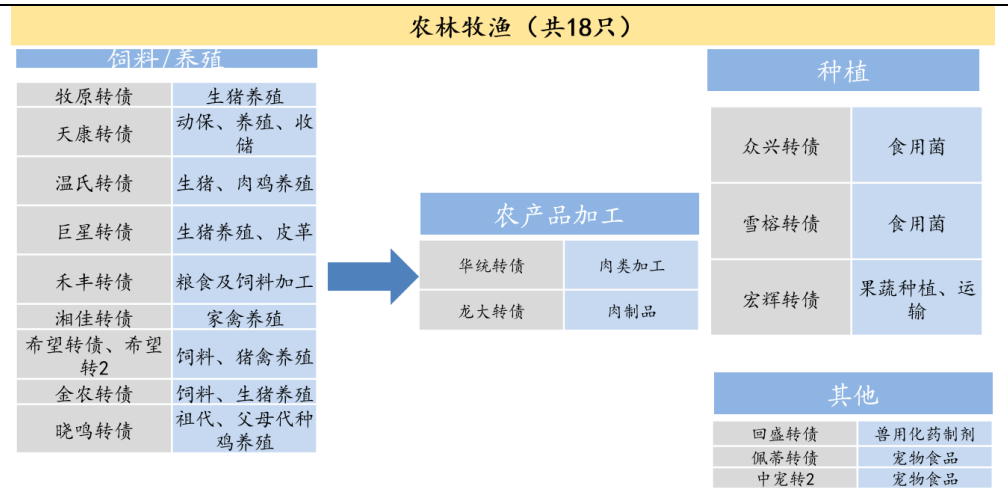 农林牧渔（共18只）
饲料/养殖
牧原转债 生猪养殖
天康转债 动保、养殖、收
储
温氏转债 生猪、肉鸡养殖
巨星转债 生猪养殖、皮革
禾丰转债 粮食及饲料加工
湘佳转债 家禽养殖
希望转债、希望
转2 饲料、猪禽养殖
金农转债 饲料、生猪养殖
晓鸣转债 祖代、父母代种
鸡养殖
农产品加工
华统转债 肉类加工
龙大转债 肉制品
种植
众兴转债 食用菌
雪榕转债 食用菌
宏辉转债 果蔬种植、运
输
其他
回盛转债 兽用化药制剂
佩蒂转债 宠物食品
中宠转2 宠物食品